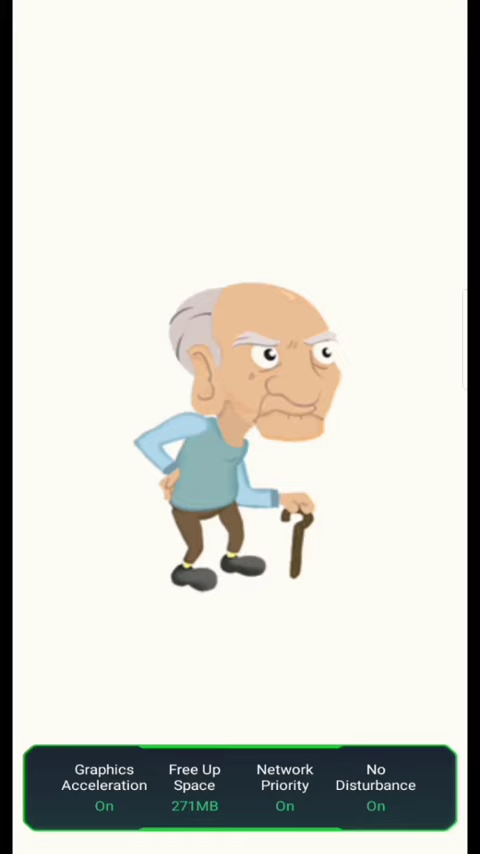 Graphics Acceleration
On
Free Up Space
271MB
Network Priority
On
No Disturbance
On